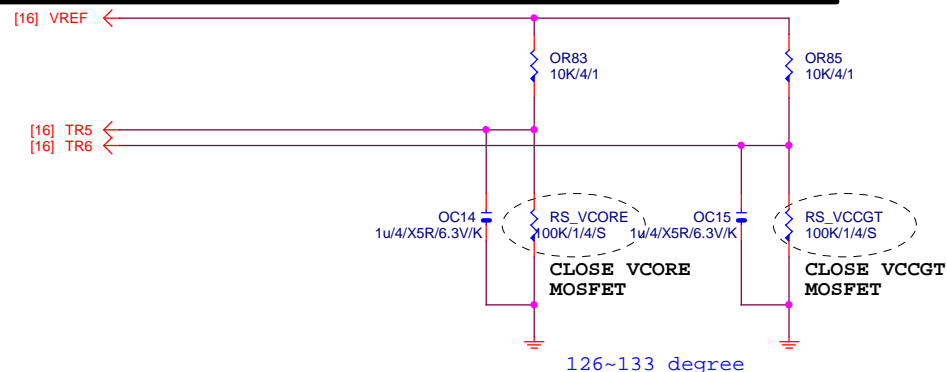 [16] VREF
OR83
10K/4/1
OR85
10K/4/1
[16] TR5
[16] TR6
OC14
1u/4/X5R/6.3V/K
RS_VCORE
100K/1/4/S
OC15
1u/4/X5R/6.3V/K
RS_VCCGT
100K/1/4/S
CLOSE VCORE
MOSFET
CLOSE VCCGT
MOSFET
126~133 degree